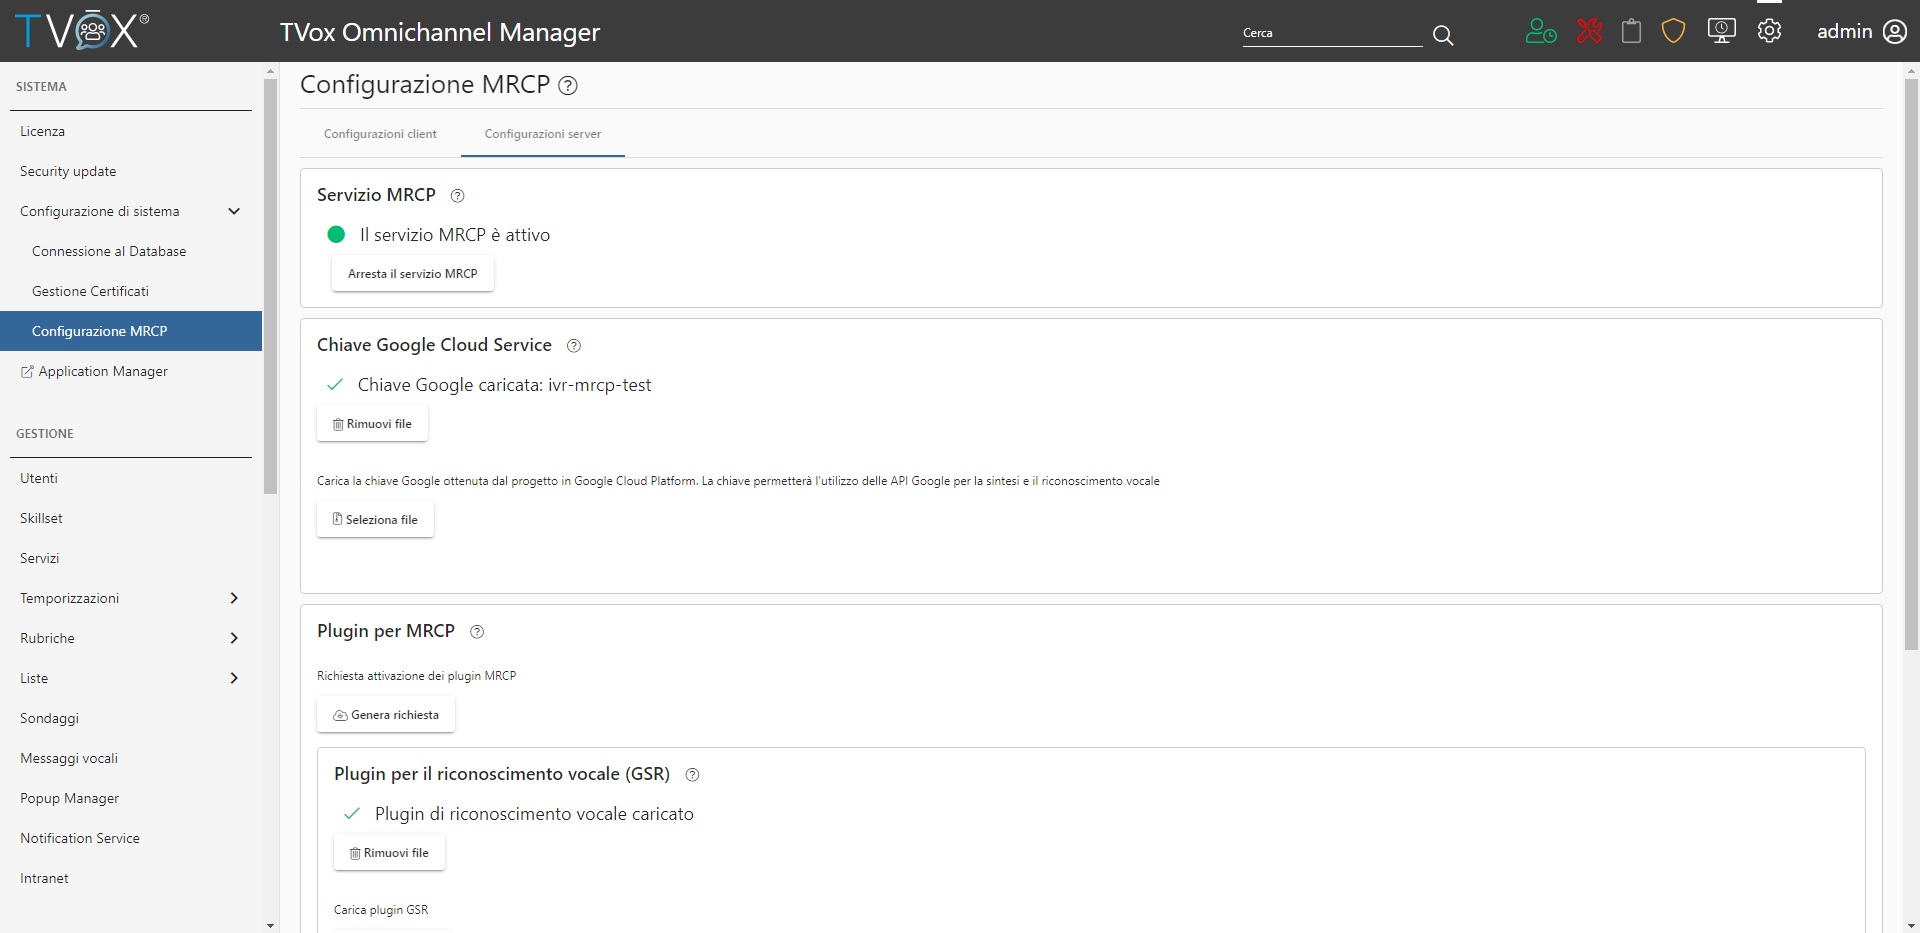 TVOX®
TVox Omnichannel Manager
Cerca
admin
SISTEMA
Licenza
Security update
Configurazione di sistema
Connessione al Database
Gestione Certificati
Configurazione MRCP
Application Manager
GESTIONE
Utenti
Skillset
Servizi
Temporizzazioni
Rubriche
Liste
Sondaggi
Messaggi vocali
Popup Manager
Notification Service
Intranet
Configurazione MRCP ?
Configurazioni client
Configurazioni server
Servizio MRCP ?
Il servizio MRCP è attivo
Arresta il servizio MRCP
Chiave Google Cloud Service ?
Chiave Google caricata: ivr-mrcp-test
Rimuovi file
Carica la chiave Google ottenuta dal progetto in Google Cloud Platform. La chiave permetterà l'utilizzo delle API Google per la sintesi e il riconoscimento vocale
Seleziona file
Plugin per MRCP ?
Richiesta attivazione dei plugin MRCP
Genera richiesta
Plugin per il riconoscimento vocale (GSR) ?
Plugin di riconoscimento vocale caricato
Rimuovi file
Carica plugin GSR